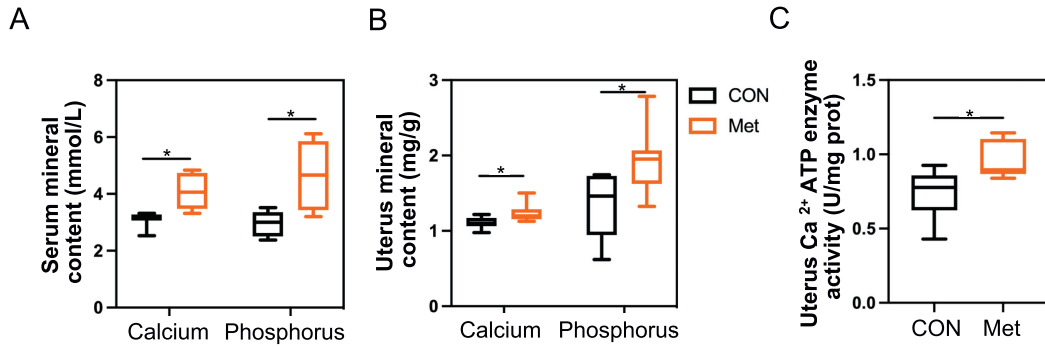 A
Serum mineral
content (mmol/L)
8
6
4
2
0
*
*
Calcium Phosphorus
B
Uterus mineral
content (mg/g)
3
2
1
0
*
*
Calcium Phosphorus
CON
Met
C
Uterus Ca 2+ ATP enzyme
activity (U/mg prot)
1.5
1.0
0.5
0.0
*
CON Met